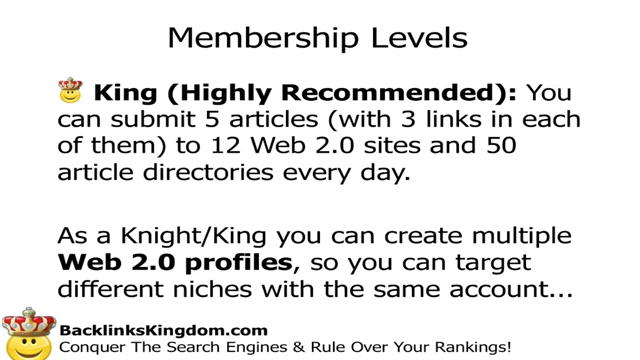 Membership Levels
King (Highly Recommended): You
can submit 5 articles (with 3 links in each
of them) to 12 Web 2.0 sites and 50
article directories every day.
As a Knight/King you can create multiple
Web 2.0 profiles, so you can target
different niches with the same account...
BacklinksKingdom.com
Conquer The Search Engines & Rule Over Your Rankings!